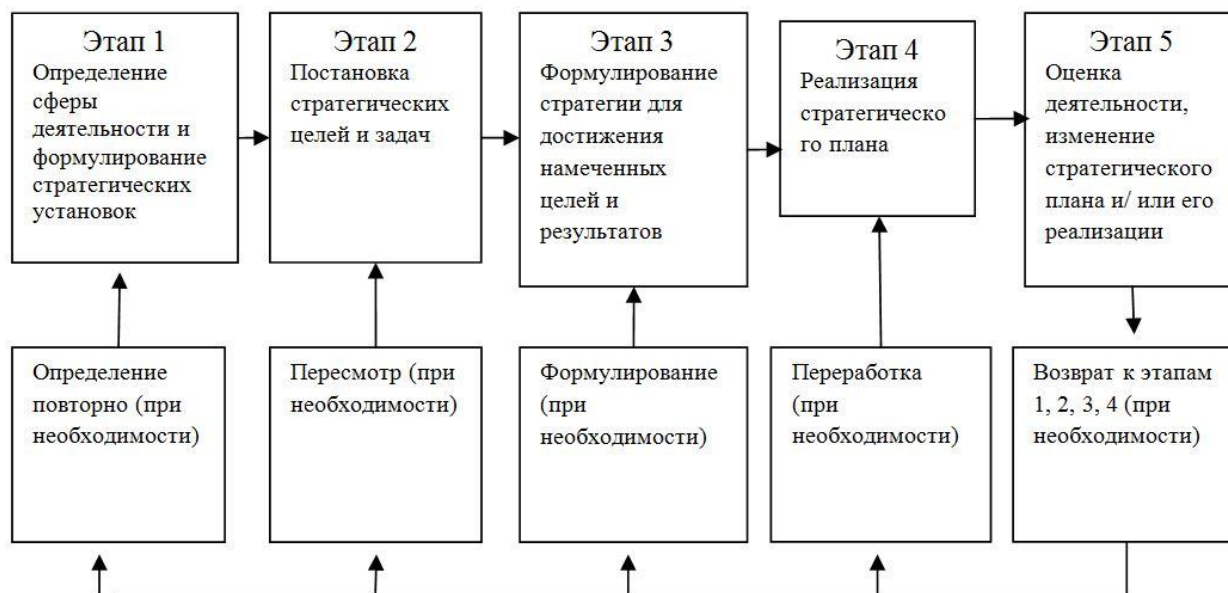 Этап 1
Определение
сферы
деятельности и
формулирование
стратегических
установок
Этап 2
Постановка
стратегических
целей и задач
Этап 3
Формулирование
стратегии для
достижения
намеченных
целей и
результатов
Этап 4
Реализация
стратегическо
го плана
Этап 5
Оценка
деятельности,
изменение
стратегического
плана и/ или его
реализации
Определение
повторно (при
необходимости)
Пересмотр (при
необходимости)
Формулирование
(при
необходимости)
Переработка
(при
необходимости)
Возврат к этапам
1, 2, 3, 4 (при
необходимости)